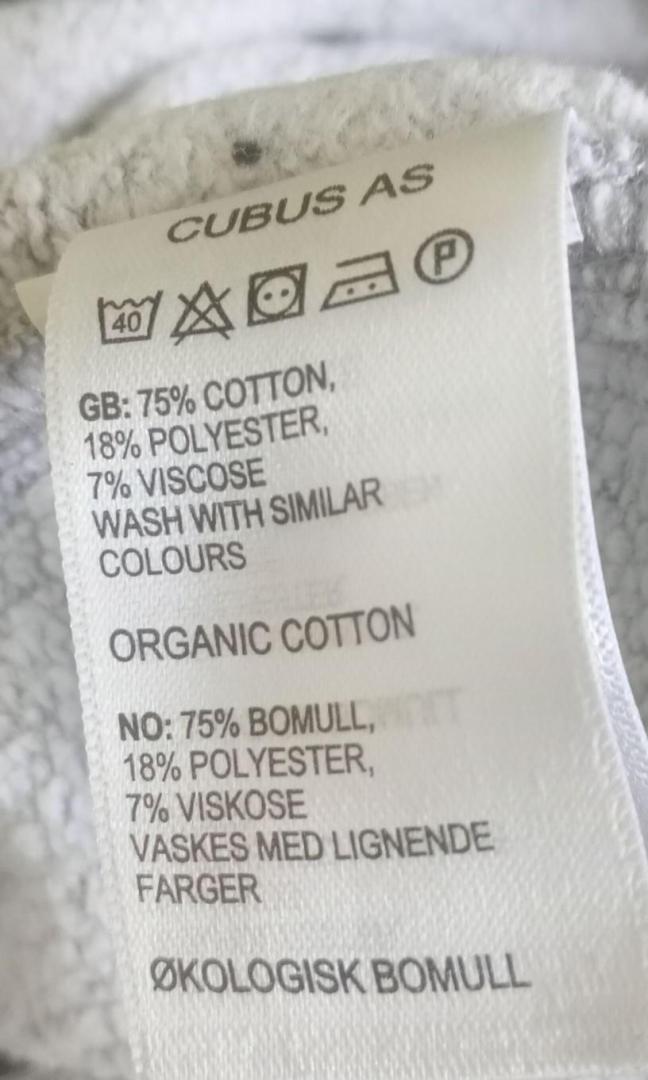 CUBUS AS
40 P
GB: 75% COTTON,
18% POLYESTER,
7% VISCOSE
WASH WITH SIMILAR
COLOURS
ORGANIC COTTON
NO: 75% BOMULL,
18% POLYESTER,
7% VISKOSE
VASKES MED LIGNENDE
FARGER
ØKOLOGISK BOMULL